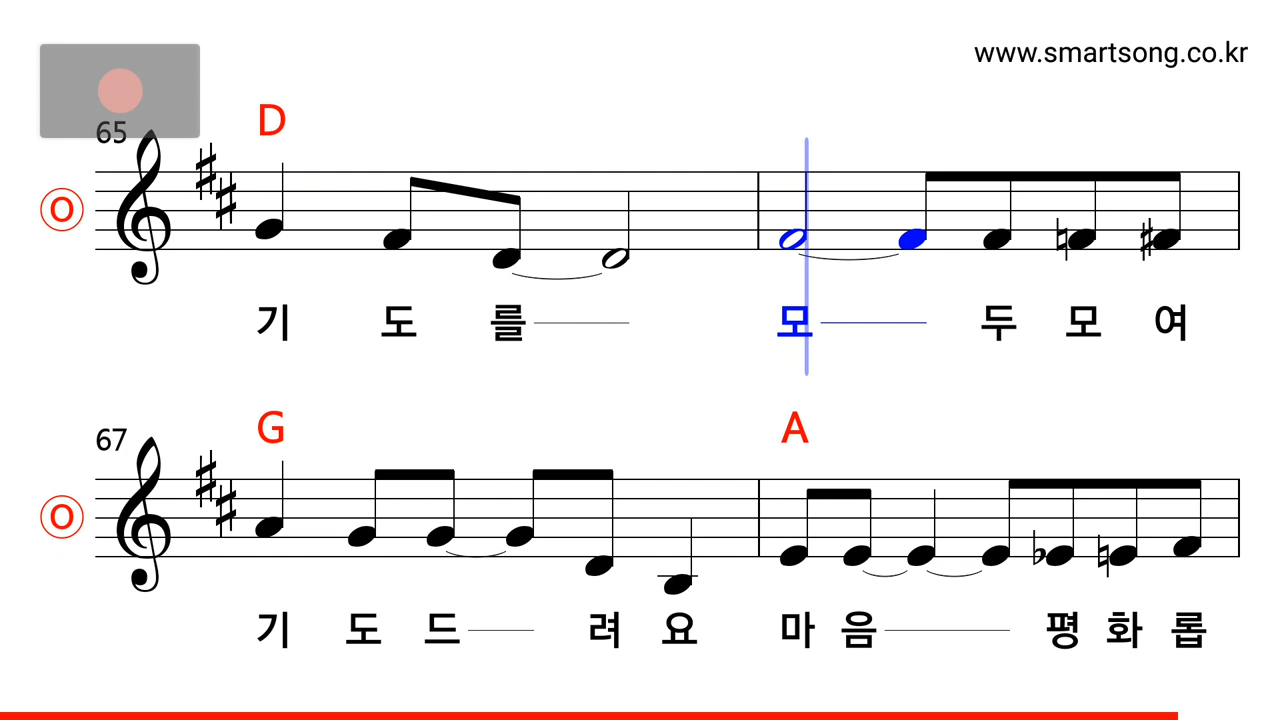 www.smartsong.co.kr
65
D
O
기 도 를 모 두 모 여
67
G A
O
기 도 드 려 요 마 음 평 화 롭